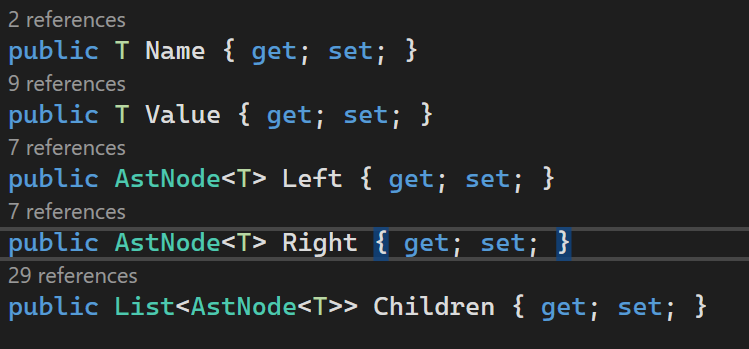 2 references
public T Name { get; set; }
9 references
public T Value { get; set; }
7 references
public AstNode<T> Left { get; set; }
7 references
public AstNode<T> Right { get; set; }
29 references
public List<AstNode<T>> Children { get; set; }